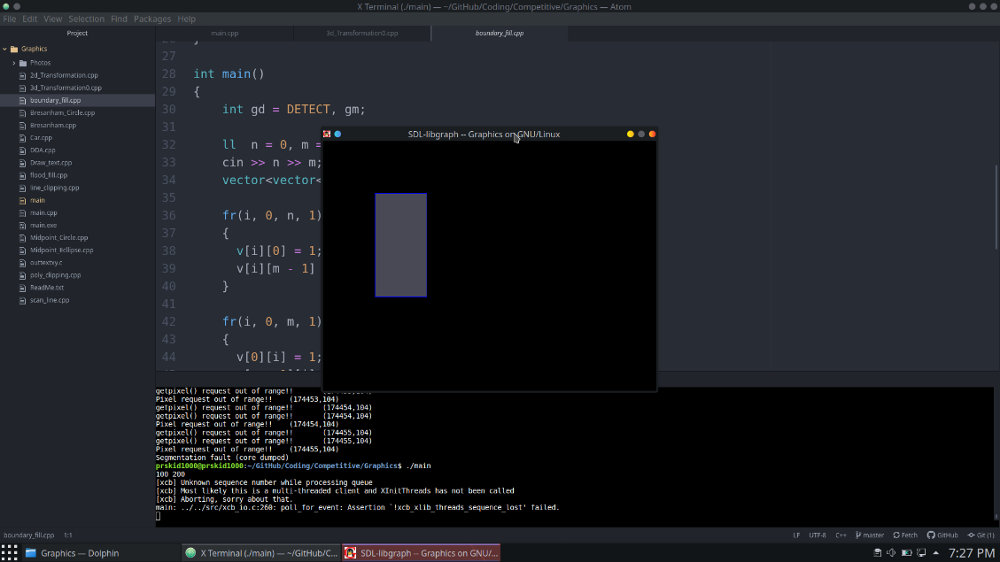 X Terminal (./main) — ~/GitHub/Coding/Competitive/Graphics — Atom
File Edit View Selection Find Packages Help
Project
main.cpp
3d_Transformation0.cpp
boundary_fill.cpp
Graphics
Photos
2d_Transformation.cpp
3d_Transformation0.cpp
boundary_fill.cpp
Bresanham_Circle.cpp
Bresanham.cpp
Car.cpp
DDA.cpp
Draw_text.cpp
flood_fill.cpp
line_clipping.cpp
main
main.cpp
main.exe
Midpoint_Circle.cpp
Midpoint_Ecllipse.cpp
outtextxy.c
poly_clipping.cpp
ReadMe.txt
scan_line.cpp
27
28 int main()
29 {
30 int gd = DETECT, gm;
31
32 ll n = 0, m =
33 cin >> n >> m;
34 vector<vector<
35
36 fr(i, 0, n, 1)
37 {
38 v[i][0] = 1;
39 v[i][m - 1]
40 }
41
42 fr(i, 0, m, 1)
43 {
44 v[0][i] = 1;
SDL-libgraph -- Graphics on GNU/Linux
getpixel() request out of range!!
Pixel request out of range!! (174453,104)
getpixel() request out of range!! (174454,104)
getpixel() request out of range!! (174454,104)
Pixel request out of range!! (174454,104)
getpixel() request out of range!! (174455,104)
getpixel() request out of range!! (174455,104)
Pixel request out of range!! (174455,104)
Segmentation fault (core dumped)
prskid1000@prskid1000:~/GitHub/Coding/Competitive/Graphics$ ./main
100 200
[xcb] Unknown sequence number while processing queue
[xcb] Most likely this is a multi-threaded client and XInitThreads has not been called
[xcb] Aborting, sorry about that.
main: ../../src/xcb_io.c:260: poll_for_event: Assertion `!xcb_xlib_threads_sequence_lost' failed.
boundary_fill.cpp 1:1
LF UTF-8 C++ master Fetch GitHub Git (1)
Graphics — Dolphin
X Terminal (./main) — ~/GitHub/C...
SDL-libgraph -- Graphics on GNU/...
7:27 PM